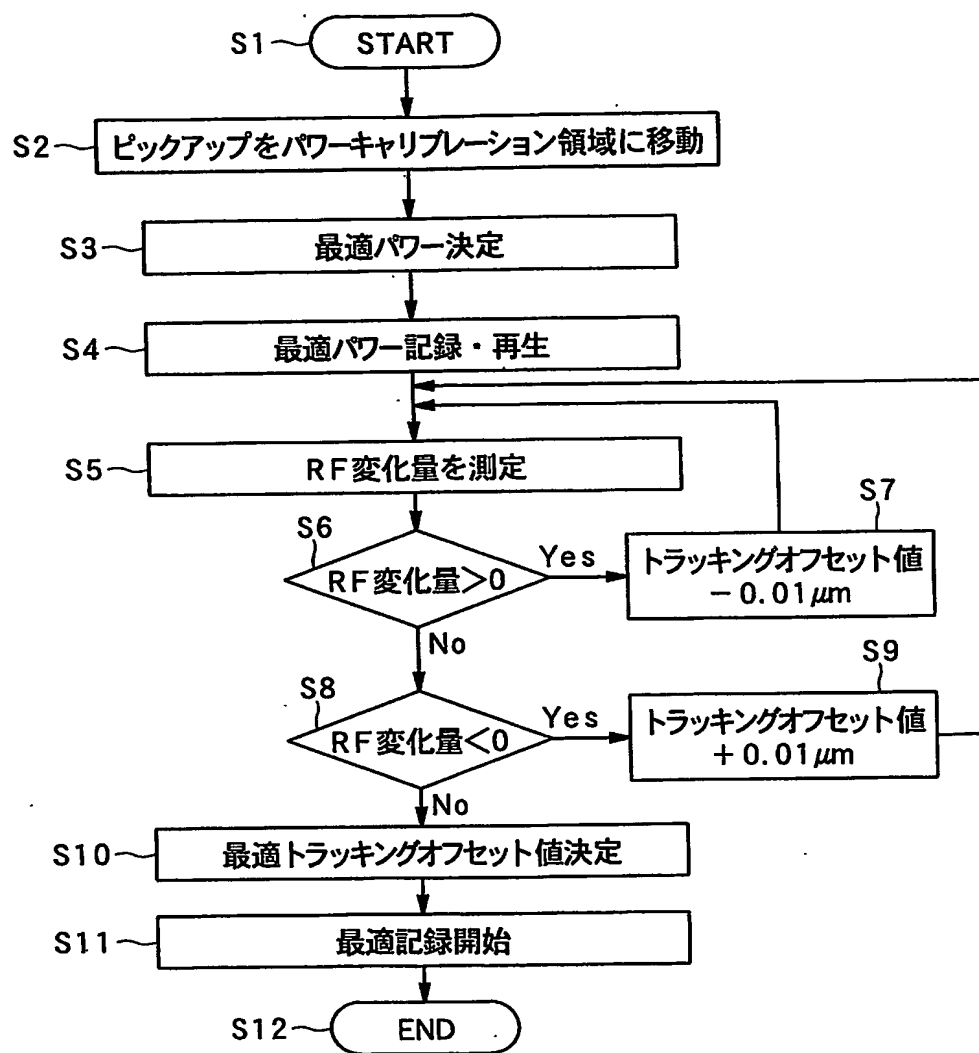 S1
START
S2
ピックアップをパワーキャリブレーション領域に移動
S3
最適パワー決定
S4
最適パワー記録・再生
S5
RF変化量を測定
S6
RF変化量>0
Yes
S7
トラッキングオフセット値
-0.01μm
No
S8
RF変化量<0
Yes
S9
トラッキングオフセット値
+0.01μm
No
S10
最適トラッキングオフセット値決定
S11
最適記録開始
S12
END